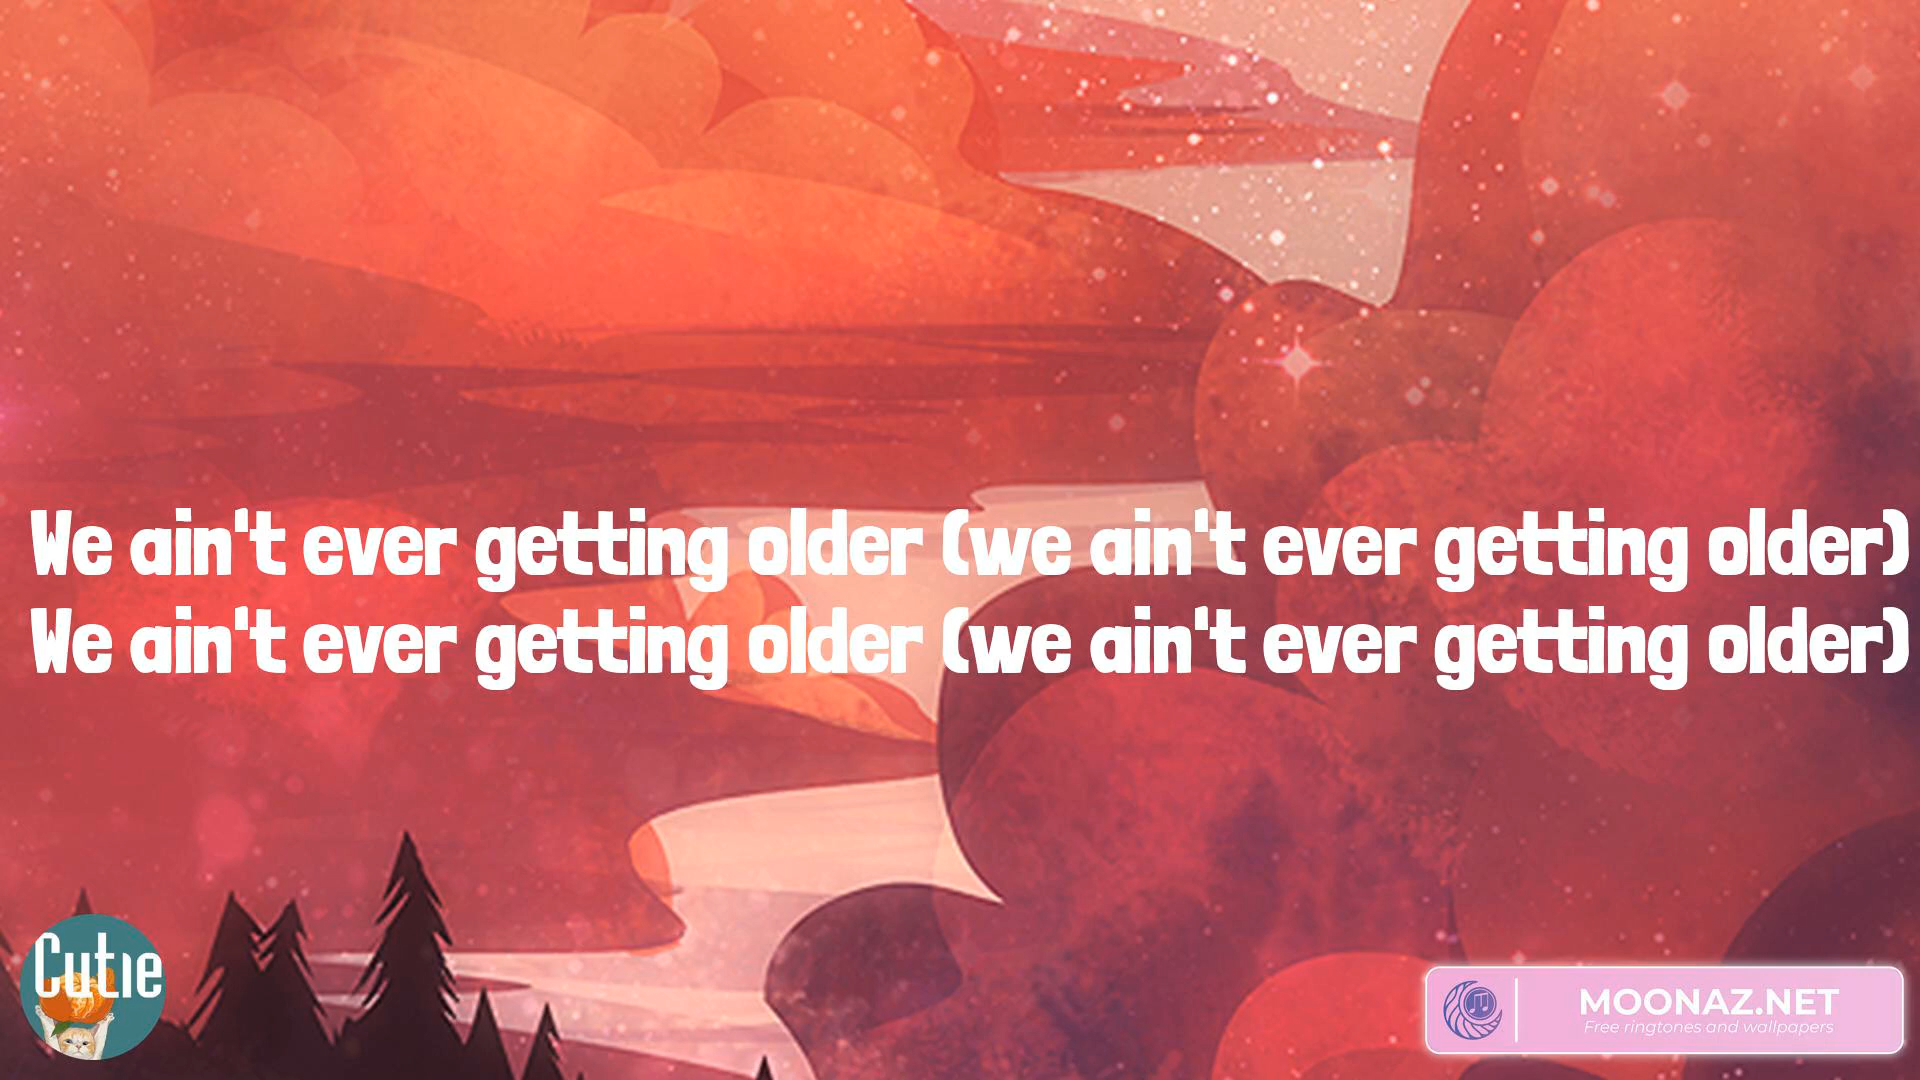 We ain't ever getting older (we ain't ever getting older)
We ain't ever getting older (we ain't ever getting older)
Cutie
MOONAZ.NET
Free ringtones and wallpapers